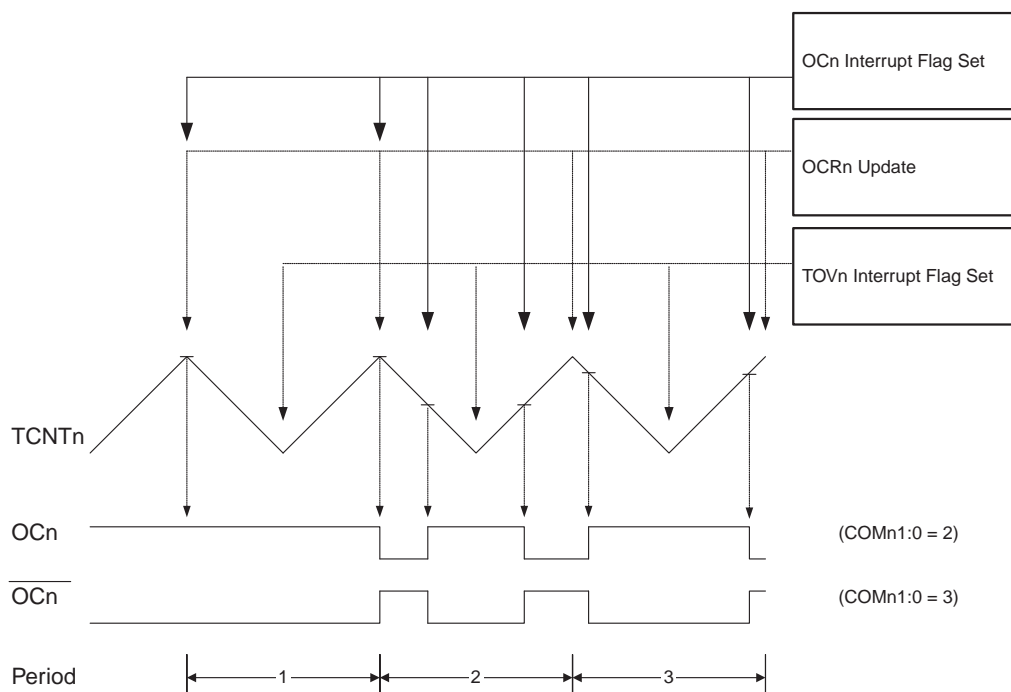 OCn Interrupt Flag Set
OCRn Update
TOVn Interrupt Flag Set
TCNTn
OCn (COMn1:0 = 2)
OCn (COMn1:0 = 3)
Period 1 2 3